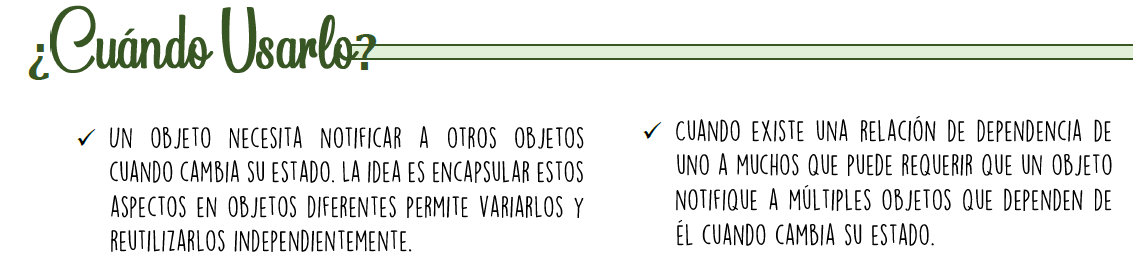 ¿Cuándo Usarlo?
✓ UN OBJETO NECESITA NOTIFICAR A OTROS OBJETOS
CUANDO CAMBIA SU ESTADO. LA IDEA ES ENCAPSULAR ESTOS
ASPECTOS EN OBJETOS DIFERENTES PERMITE VARIARLOS Y
REUTILIZARLOS INDEPENDIENTEMENTE.
✓ CUANDO EXISTE UNA RELACIÓN DE DEPENDENCIA DE
UNO A MUCHOS QUE PUEDE REQUERIR QUE UN OBJETO
NOTIFIQUE A MÚLTIPLES OBJETOS QUE DEPENDEN DE
ÉL CUANDO CAMBIA SU ESTADO.